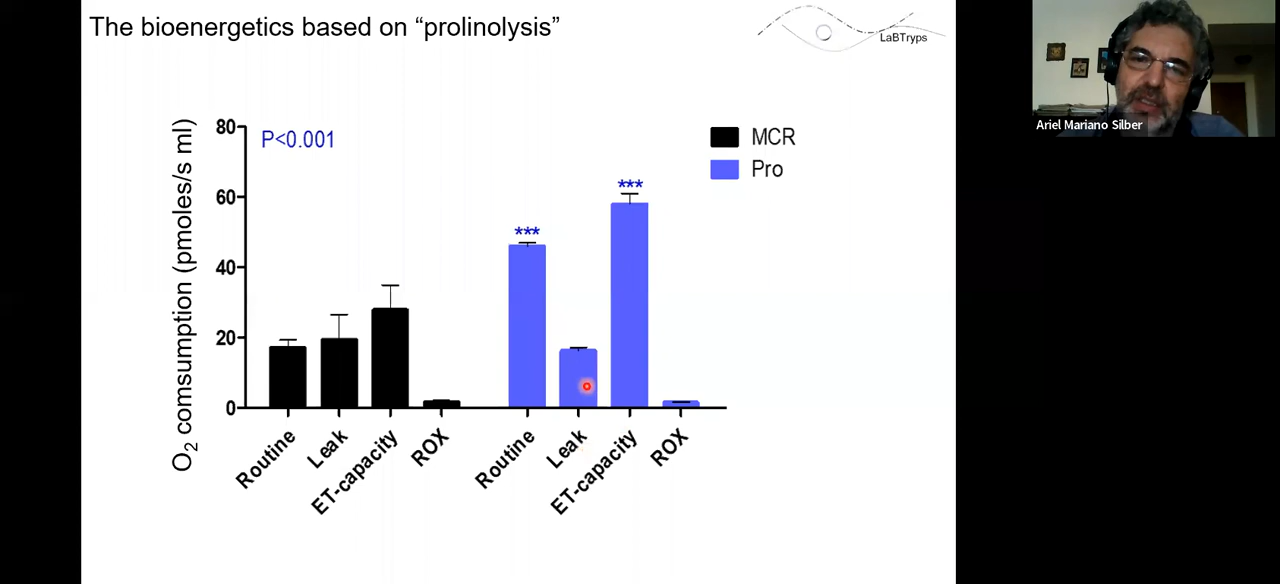 The bioenergetics based on “prolinolysis”
LaBTryps
Ariel Mariano Silber
O2 comsumption (pmoles/s ml)
80
60
40
20
0
P<0.001
MCR
Pro
***
***
Routine
Leak
ET-capacity
ROX
Routine
Leak
ET-capacity
ROX